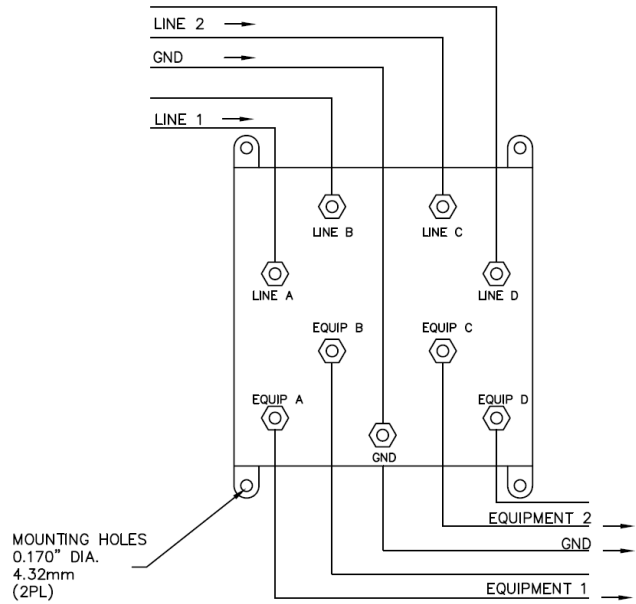 LINE 2
GND
LINE 1
LINE B
LINE C
LINE A
LINE D
EQUIP B
EQUIP C
EQUIP A
EQUIP D
GND
EQUIPMENT 2
GND
EQUIPMENT 1
MOUNTING HOLES
0.170" DIA.
4.32mm
(2PL)